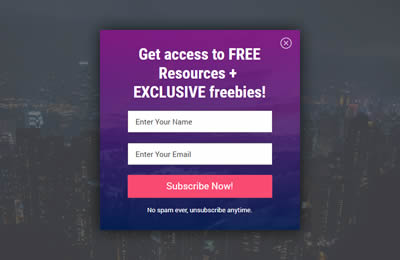 Get access to FREE
Resources +
EXCLUSIVE freebies!
Enter Your Name
Enter Your Email
Subscribe Now!
No spam ever, unsubscribe anytime.